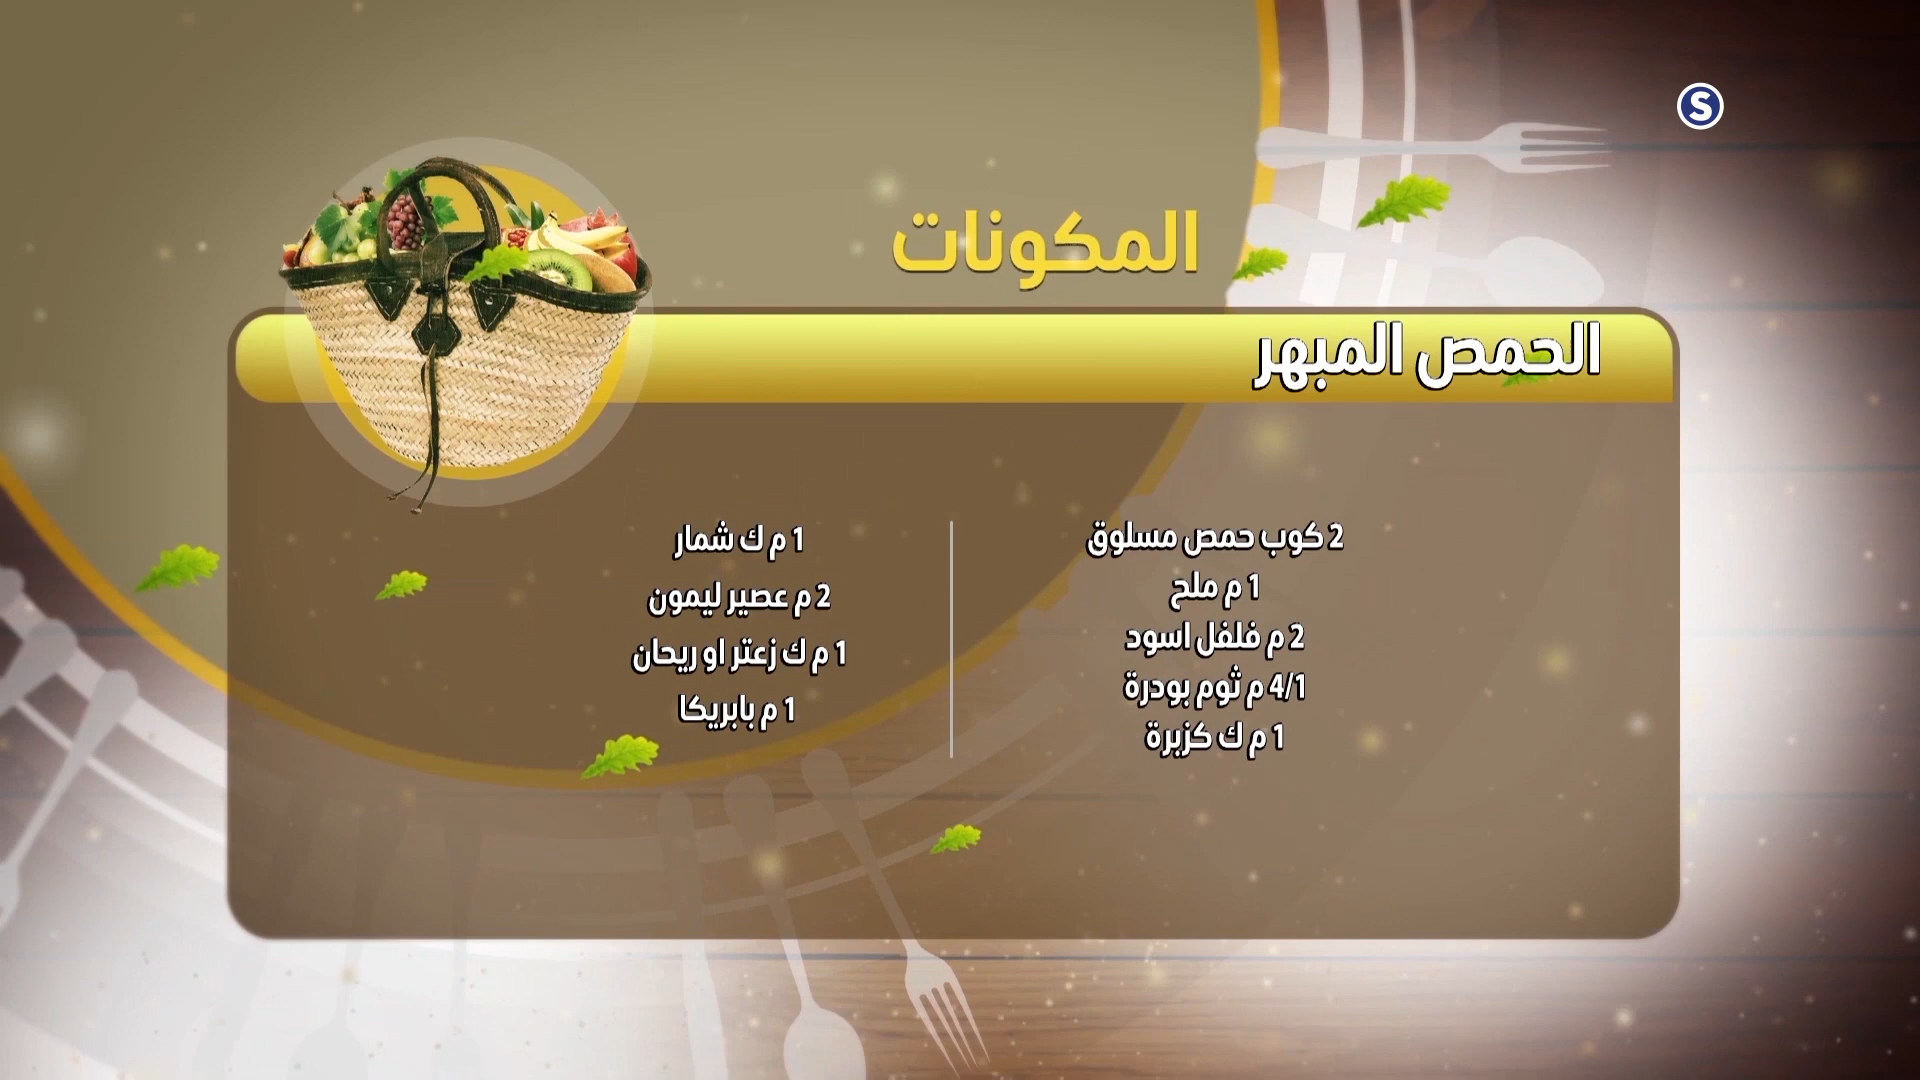 S
المكونات
الحمص المبهر
2 كوب حمص مسلوق
1 م ملح
2 م فلفل اسود
4/1 م ثوم بودرة
1 م ك كزبرة
1 م ك شمار
2 م عصير ليمون
1 م ك زعتر او ريحان
1 م بابريكا